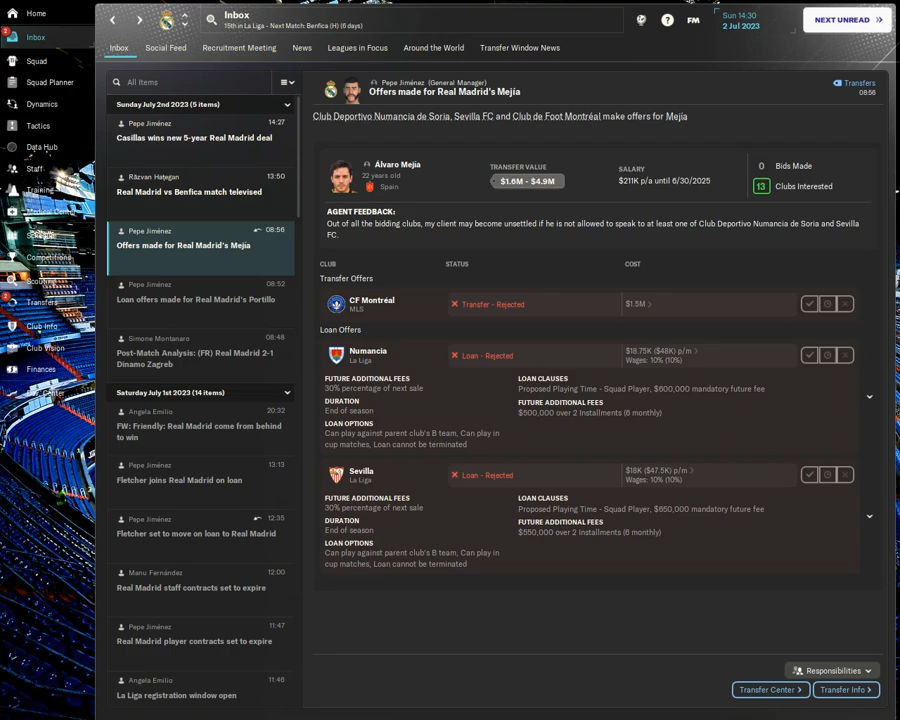 Home
2
Inbox
Squad
Squad Planner
Dynamics
Tactics
Data Hub
Staff
Training
Competitions
Scouting
2
Transfers
Club Info
Club Vision
Finances
Inbox
15th in La Liga - Next Match: Benfica (H) (6 days)
?
FM
Sun 14:30
2 Jul 2023
NEXT UNREAD
Inbox
Social Feed
Recruitment Meeting
News
Leagues in Focus
Around the World
Transfer Window News
All Items
Sunday July 2nd 2023 (5 items)
Pepe Jiménez
14:27
Casillas wins new 5-year Real Madrid deal
Răzvan Hațegan
13:50
Real Madrid vs Benfica match televised
Pepe Jiménez
08:56
Offers made for Real Madrid's Mejía
Pepe Jiménez
08:52
Loan offers made for Real Madrid's Portillo
Simone Montanaro
08:48
Post-Match Analysis: (FR) Real Madrid 2-1
Dinamo Zagreb
Saturday July 1st 2023 (14 items)
Angela Emilio
20:32
FW: Friendly: Real Madrid come from behind
to win
Pepe Jiménez
13:13
Fletcher joins Real Madrid on loan
Pepe Jiménez
12:35
Fletcher set to move on loan to Real Madrid
Manu Fernández
12:00
Real Madrid staff contracts set to expire
Pepe Jiménez
11:47
Real Madrid player contracts set to expire
Angela Emilio
11:46
La Liga registration window open
Pepe Jiménez (General Manager)
Offers made for Real Madrid's Mejía
Transfers
08:56
Club Deportivo Numancia de Soria, Sevilla FC and Club de Foot Montréal make offers for Mejía
Álvaro Mejía
22 years old
Spain
TRANSFER VALUE
$1.6M - $4.9M
SALARY
$211K p/a until 6/30/2025
0 Bids Made
13 Clubs Interested
AGENT FEEDBACK:
Out of all the bidding clubs, my client may become unsettled if he is not allowed to speak to at least one of Club Deportivo Numancia de Soria and Sevilla
FC.
CLUB
STATUS
COST
Transfer Offers
CF Montréal
MLS
Transfer - Rejected
$1.5M
Loan Offers
Numancia
La Liga
Loan - Rejected
$18.75K ($48K) p/m
Wages: 10% (10%)
FUTURE ADDITIONAL FEES
30% percentage of next sale
DURATION
End of season
LOAN OPTIONS
Can play against parent club's B team, Can play in
cup matches, Loan cannot be terminated
LOAN CLAUSES
Proposed Playing Time - Squad Player, $600,000 mandatory future fee
FUTURE ADDITIONAL FEES
$500,000 over 2 Installments (6 monthly)
Sevilla
La Liga
Loan - Rejected
$18K ($47.5K) p/m
Wages: 10% (10%)
FUTURE ADDITIONAL FEES
30% percentage of next sale
DURATION
End of season
LOAN OPTIONS
Can play against parent club's B team, Can play in
cup matches, Loan cannot be terminated
LOAN CLAUSES
Proposed Playing Time - Squad Player, $650,000 mandatory future fee
FUTURE ADDITIONAL FEES
$550,000 over 2 Installments (6 monthly)
Responsibilities
Transfer Center
Transfer Info